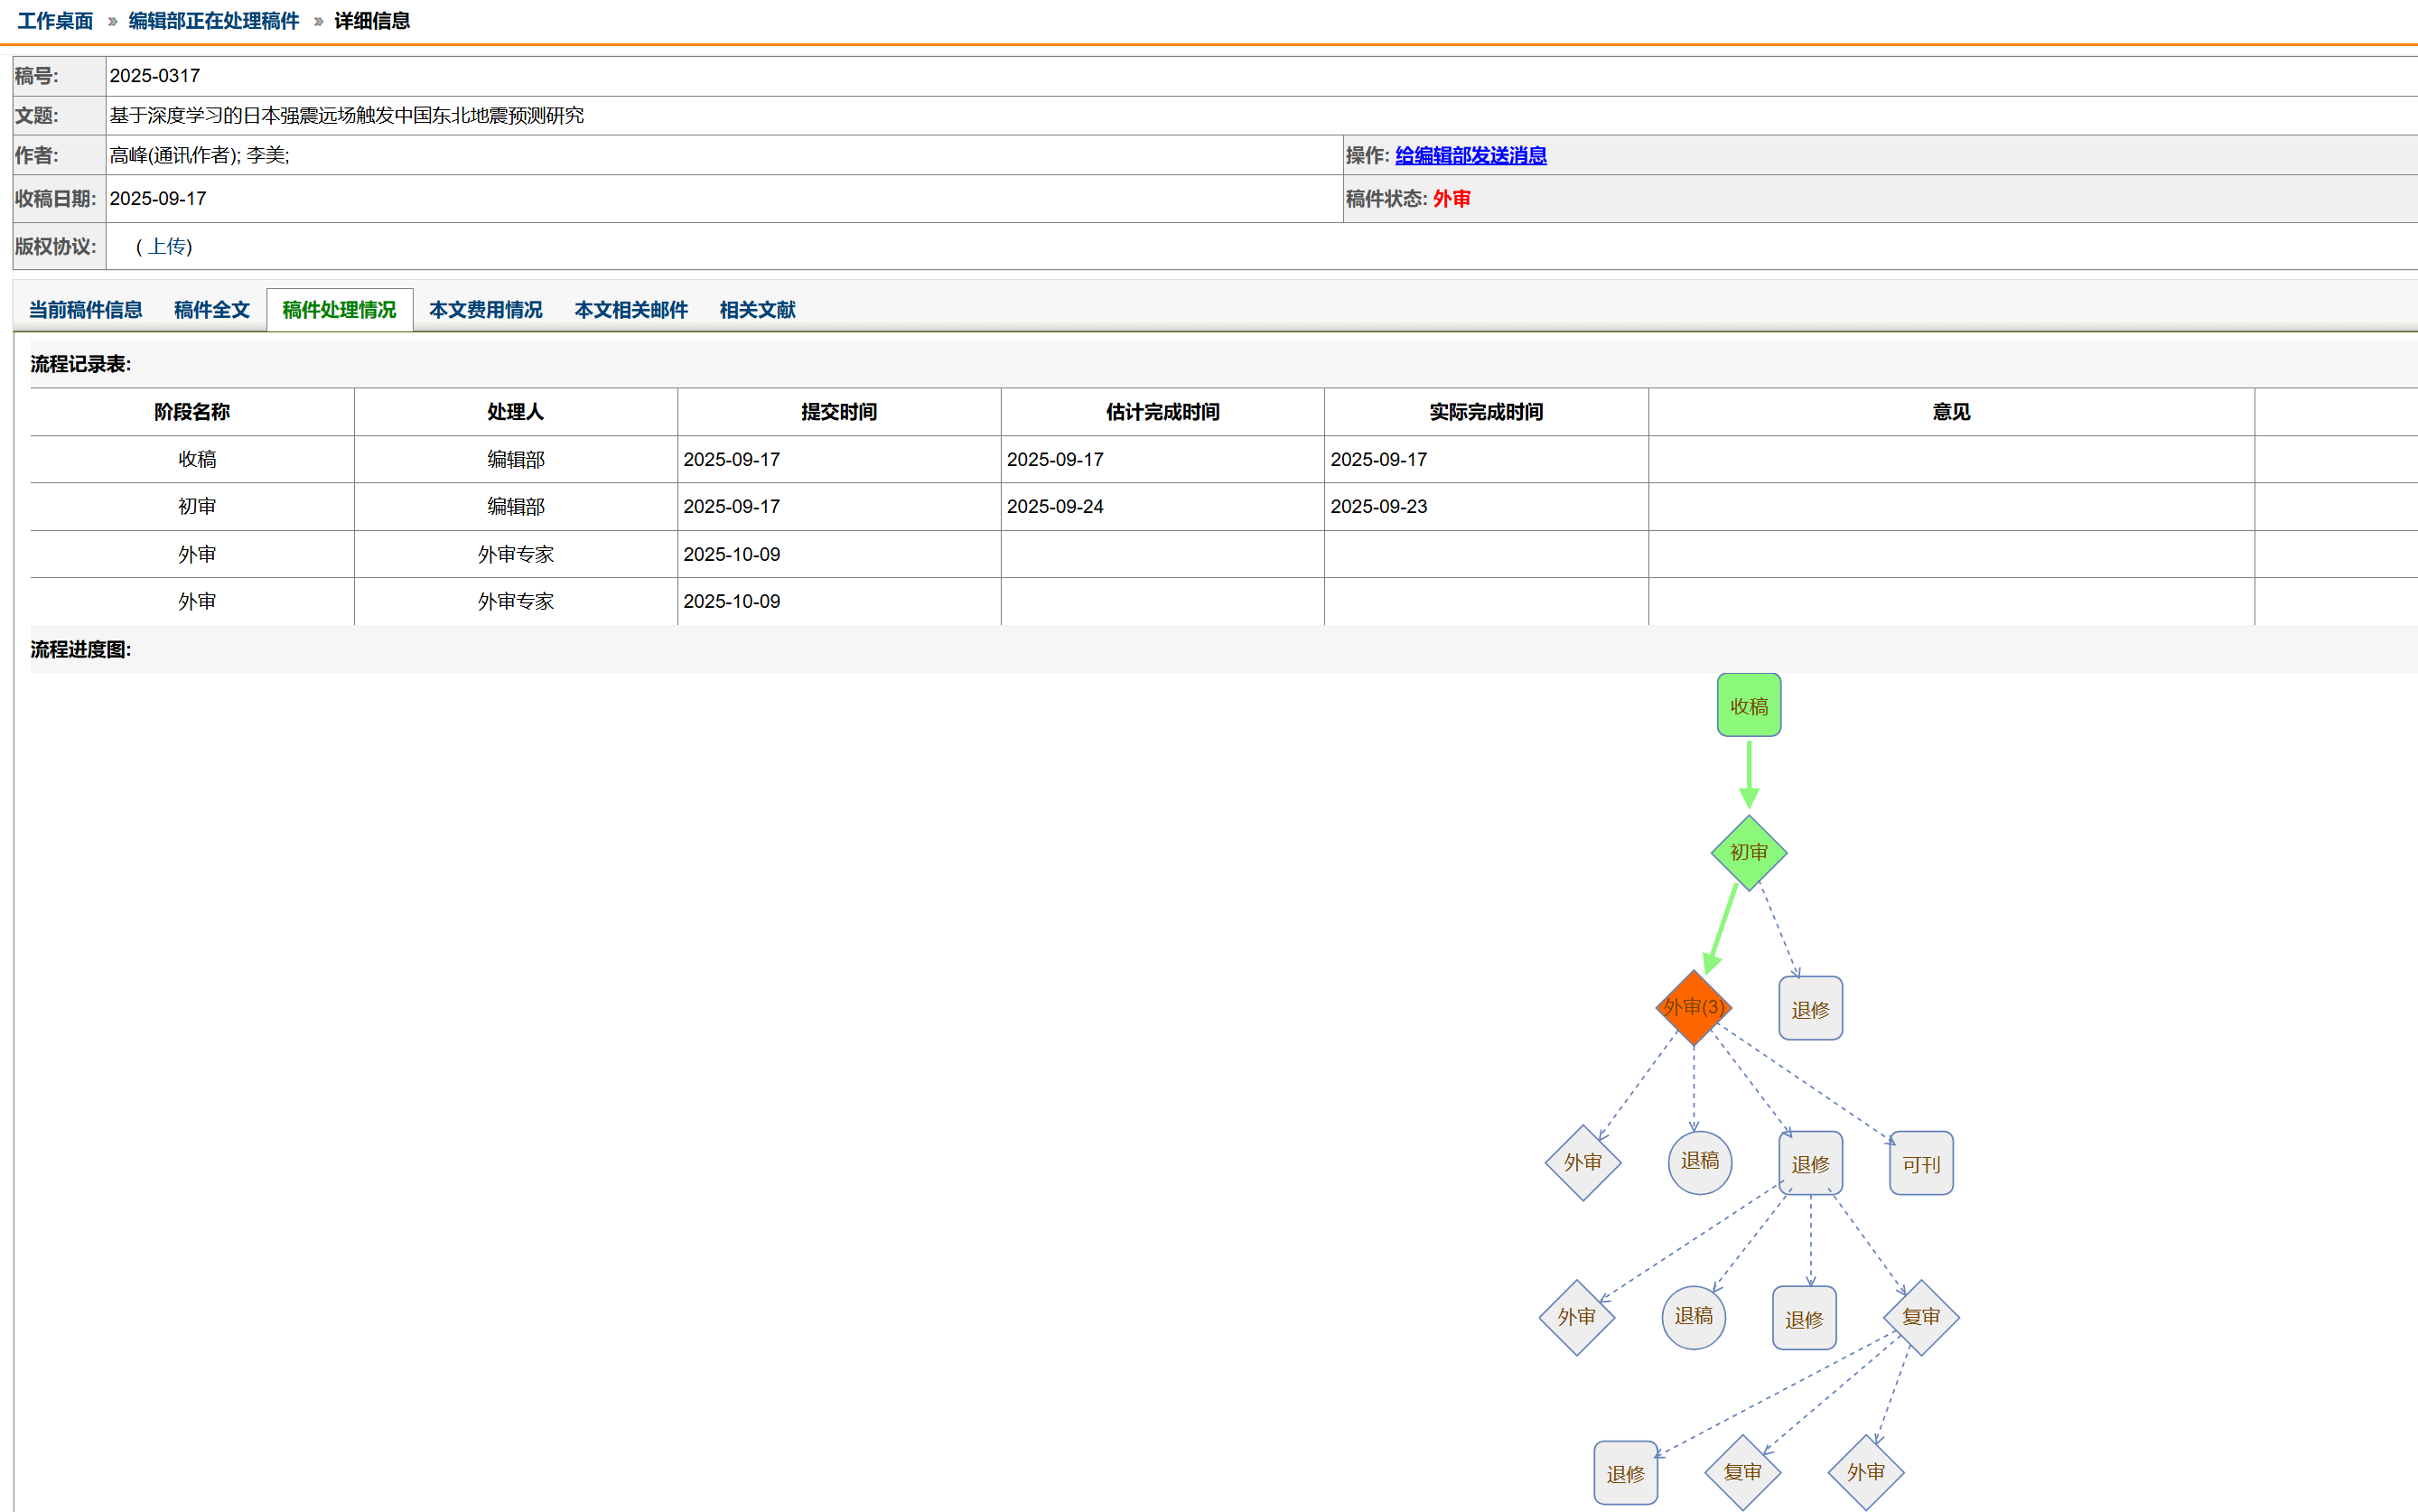 工作桌面 » 编辑部正在处理稿件 » 详细信息
稿号: 2025-0317
文题: 基于深度学习的日本强震远场触发中国东北地震预测研究
作者: 高峰(通讯作者); 李美; 操作: 给编辑部发送消息
收稿日期: 2025-09-17 稿件状态: 外审
版权协议: ( 上传)
当前稿件信息 稿件全文 稿件处理情况 本文费用情况 本文相关邮件 相关文献
流程记录表:
阶段名称 处理人 提交时间 估计完成时间 实际完成时间 意见
收稿 编辑部 2025-09-17 2025-09-17 2025-09-17
初审 编辑部 2025-09-17 2025-09-24 2025-09-23
外审 外审专家 2025-10-09
外审 外审专家 2025-10-09
流程进度图:
收稿
初审
外审(3) 退修
外审 退稿 退修 可刊
外审 退稿 退修 复审
退修 复审 外审